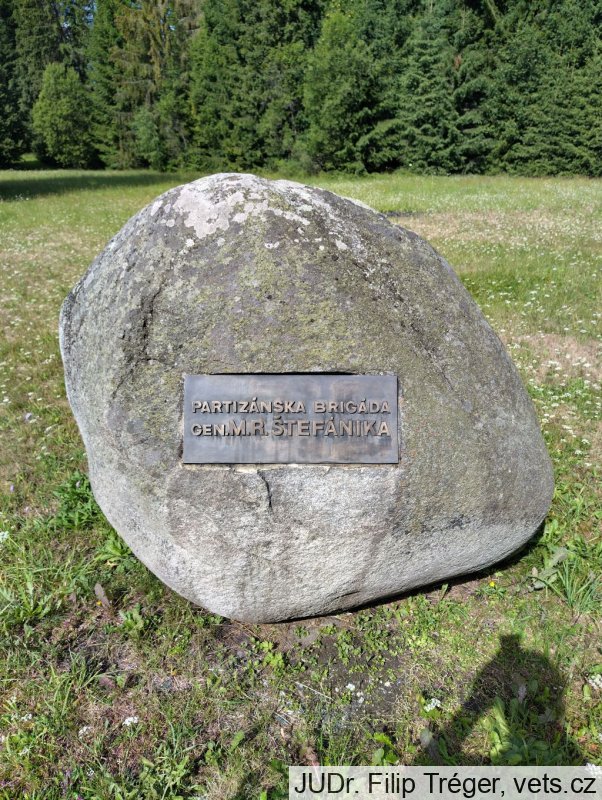 PARTIZÁNSKA BRIGÁDA
GEN.M.R. ŠTEFÁNIKA
JUDr. Filip Tréger, vets.cz